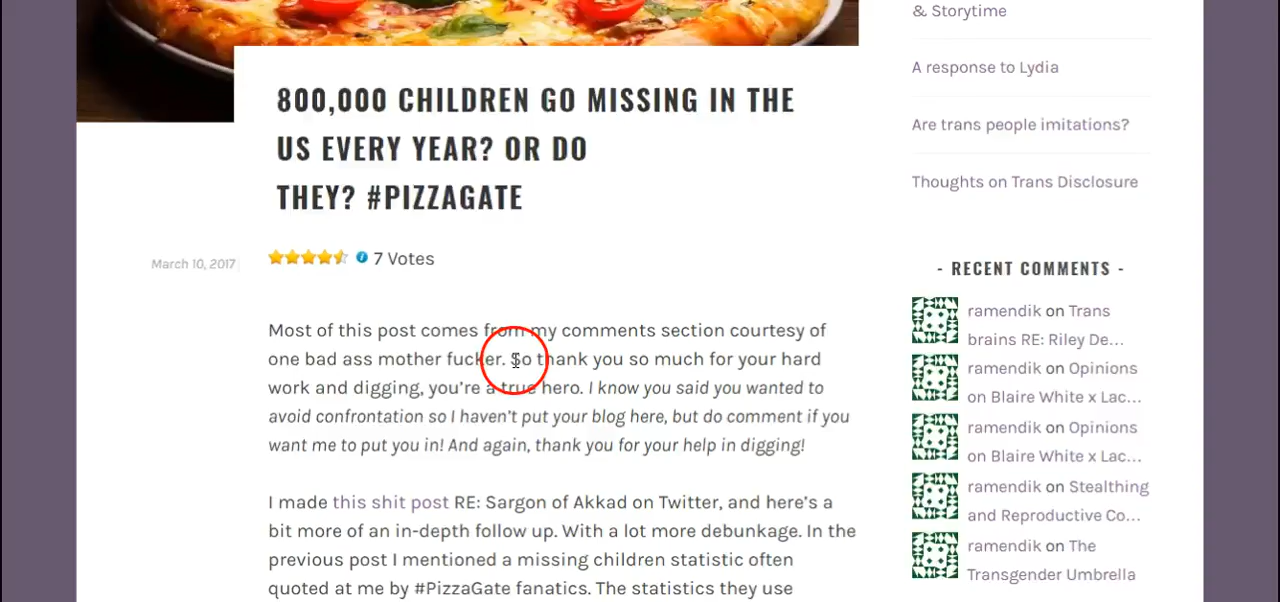 800,000 CHILDREN GO MISSING IN THE
US EVERY YEAR? OR DO
THEY? #PIZZAGATE
March 10, 2017
7 Votes
Most of this post comes from my comments section courtesy of
one bad ass mother fucker. So thank you so much for your hard
work and digging, you're a true hero. I know you said you wanted to
avoid confrontation so I haven't put your blog here, but do comment if you
want me to put you in! And again, thank you for your help in digging!
I made this shit post RE: Sargon of Akkad on Twitter, and here's a
bit more of an in-depth follow up. With a lot more debunkage. In the
previous post I mentioned a missing children statistic often
quoted at me by #PizzaGate fanatics. The statistics they use
& Storytime
A response to Lydia
Are trans people imitations?
Thoughts on Trans Disclosure
- RECENT COMMENTS -
ramendik on Trans
brains RE: Riley De...
ramendik on Opinions
on Blaire White x Lac...
ramendik on Opinions
on Blaire White x Lac...
ramendik on Stealthing
and Reproductive Co...
ramendik on The
Transgender Umbrella